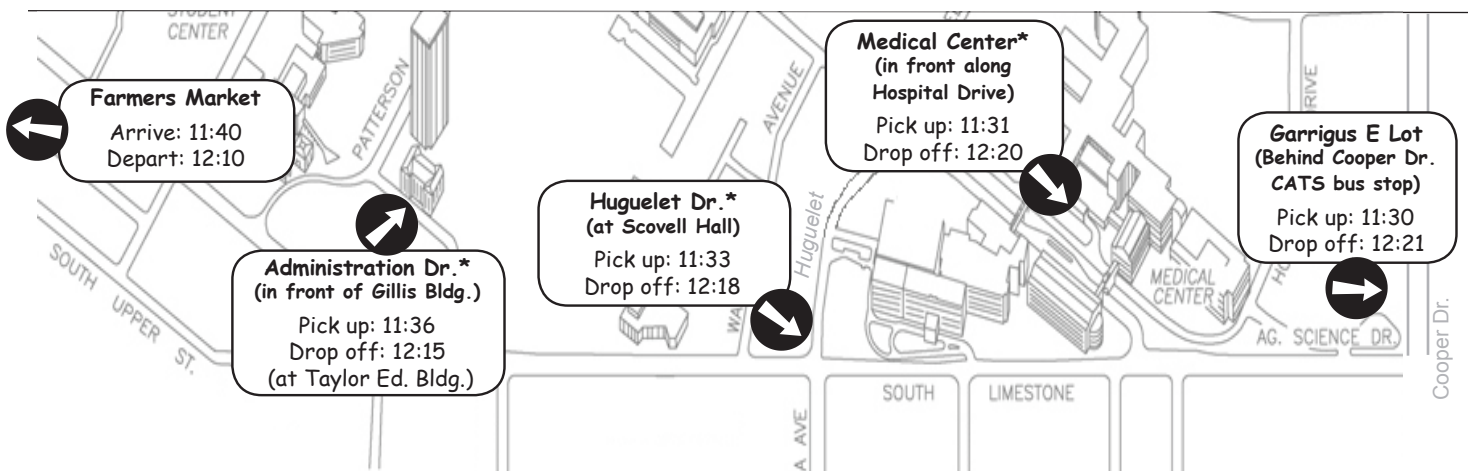 STUDENT
CENTER
Farmers Market
Arrive: 11:40
Depart: 12:10
PATTERSON
SOUTH UPPER ST.
Administration Dr.*
(in front of Gillis Bldg.)
Pick up: 11:36
Drop off: 12:15
(at Taylor Ed. Bldg.)
Huguelet Dr.*
(at Scovell Hall)
Pick up: 11:33
Drop off: 12:18
AVENUE
Huguelet
Medical Center*
(in front along
Hospital Drive)
Pick up: 11:31
Drop off: 12:20
MEDICAL
CENTER
DRIVE
Garrigus E Lot
(Behind Cooper Dr.
CATS bus stop)
Pick up: 11:30
Drop off: 12:21
AG. SCIENCE DR.
Cooper Dr.
SOUTH LIMESTONE
AVE